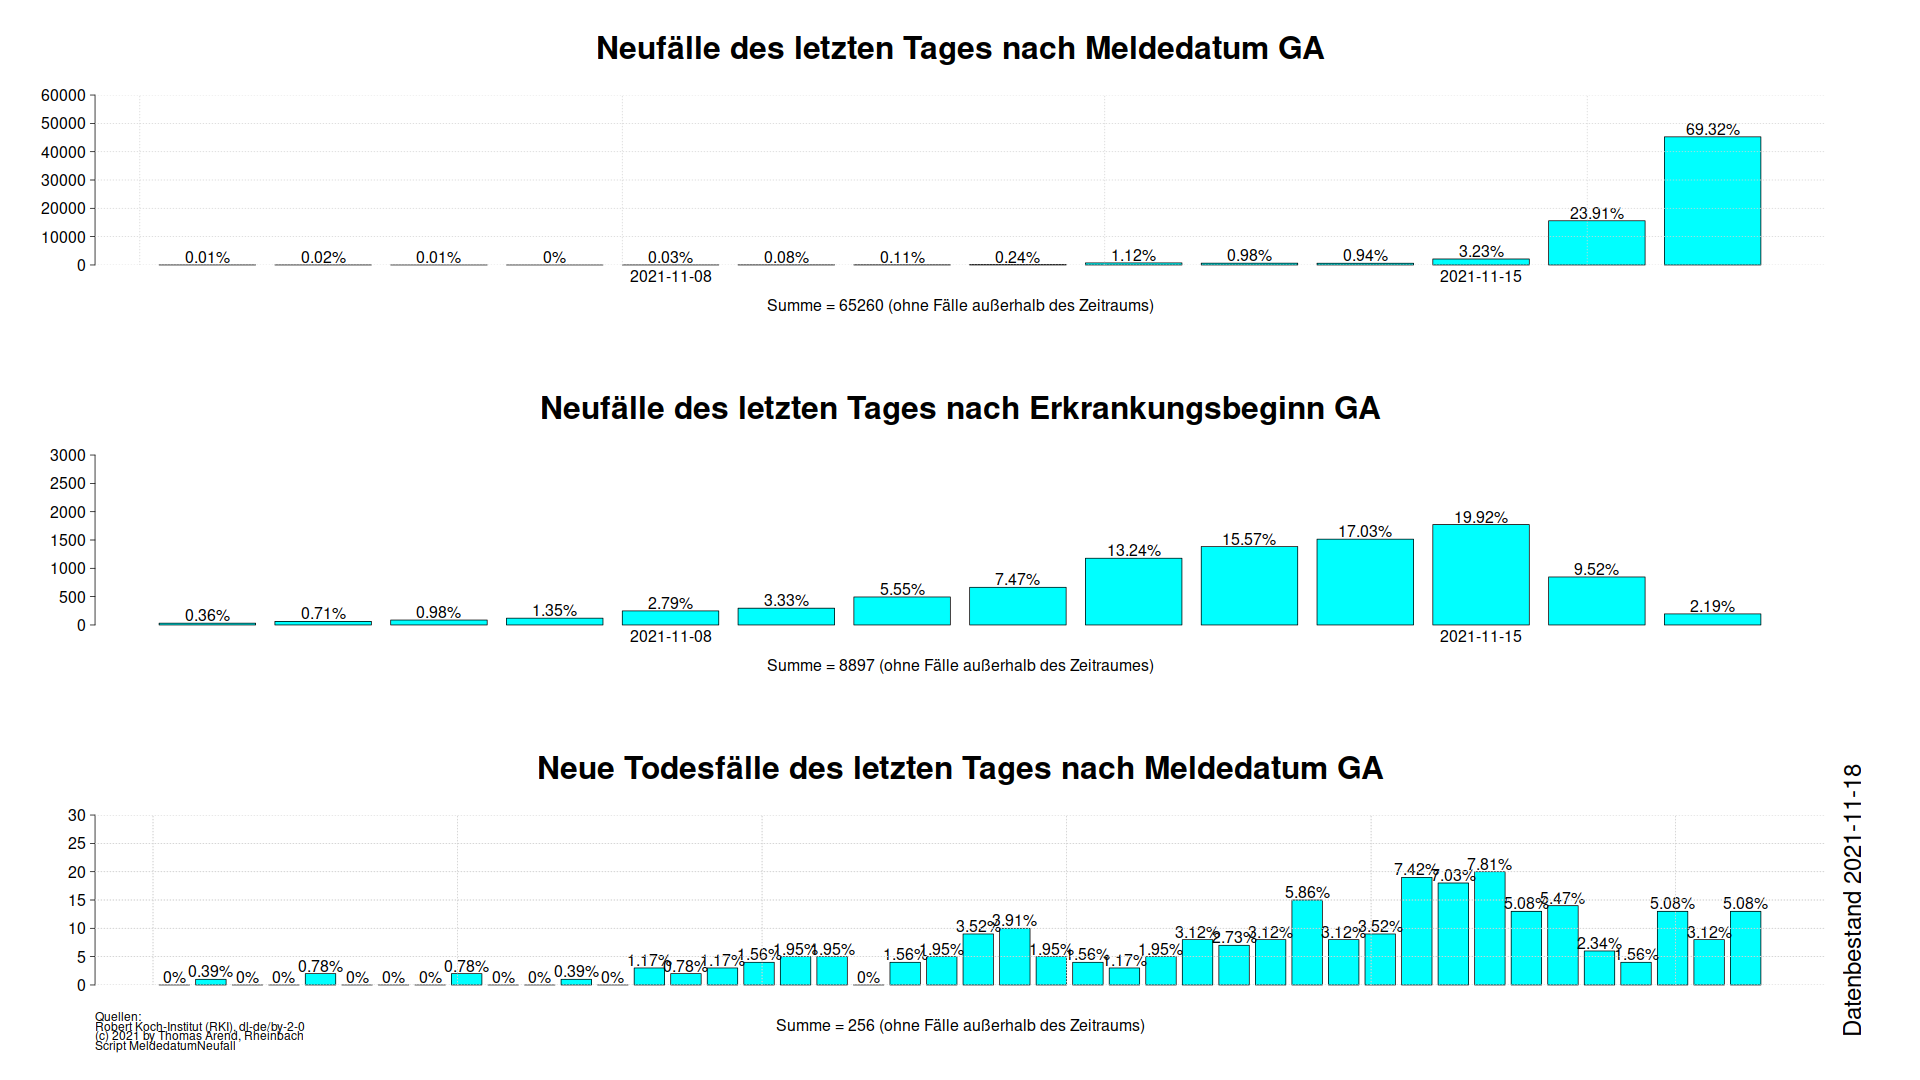 Neufälle des letzten Tages nach Meldedatum GA
60000
50000
40000
30000
20000
10000
0
0.01% 0.02% 0.01% 0% 0.03% 0.08% 0.11% 0.24% 1.12% 0.98% 0.94% 3.23% 23.91% 69.32%
2021-11-08 2021-11-15
Summe = 65260 (ohne Fälle außerhalb des Zeitraums)
Neufälle des letzten Tages nach Erkrankungsbeginn GA
3000
2500
2000
1500
1000
500
0
0.36% 0.71% 0.98% 1.35% 2.79% 3.33% 5.55% 7.47% 13.24% 15.57% 17.03% 19.92% 9.52% 2.19%
2021-11-08 2021-11-15
Summe = 8897 (ohne Fälle außerhalb des Zeitraumes)
Neue Todesfälle des letzten Tages nach Meldedatum GA
30
25
20
15
10
5
0
0% 0.39% 0% 0% 0.78% 0% 0% 0% 0.78% 0% 0% 0.39% 0% 1.17% 0.78% 1.17% 1.56% 1.95% 1.95% 0% 1.56% 1.95% 3.52% 3.91% 1.95% 1.56% 1.17% 1.95% 3.12% 2.73% 3.12% 5.86% 3.12% 3.52% 7.42% 7.03% 7.81% 5.08% 5.47% 2.34% 1.56% 5.08% 3.12% 5.08%
Summe = 256 (ohne Fälle außerhalb des Zeitraums)
Quellen:
Robert Koch-Institut (RKI), dl-de/by-2-0
(c) 2021 by Thomas Arend, Rheinbach
Script MeldedatumNeufall
Datenbestand 2021-11-18